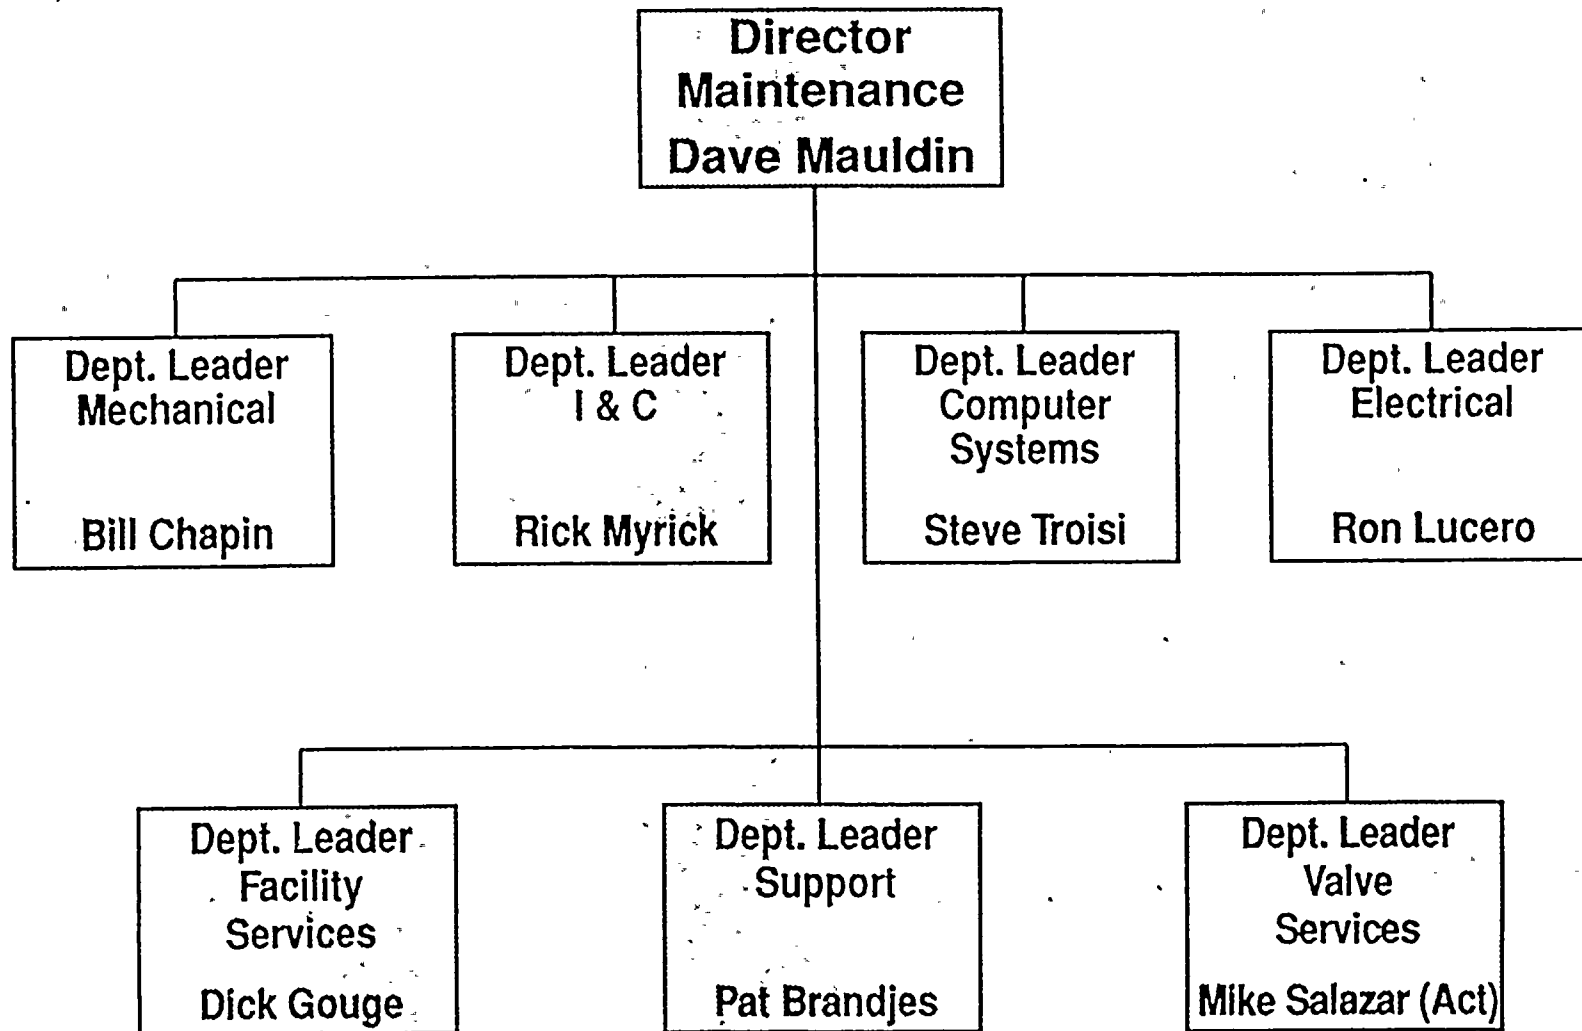 Director
Maintenance
Dave Mauldin
Dept. Leader
Mechanical
Bill Chapin
Dept. Leader
I & C
Rick Myrick
Dept. Leader
Computer
Systems
Steve Troisi
Dept. Leader
Electrical
Ron Lucero
Dept. Leader
Facility
Services
Dick Gouge
Dept. Leader
Support
Pat Brandjes
Dept. Leader
Valve
Services
Mike Salazar (Act)